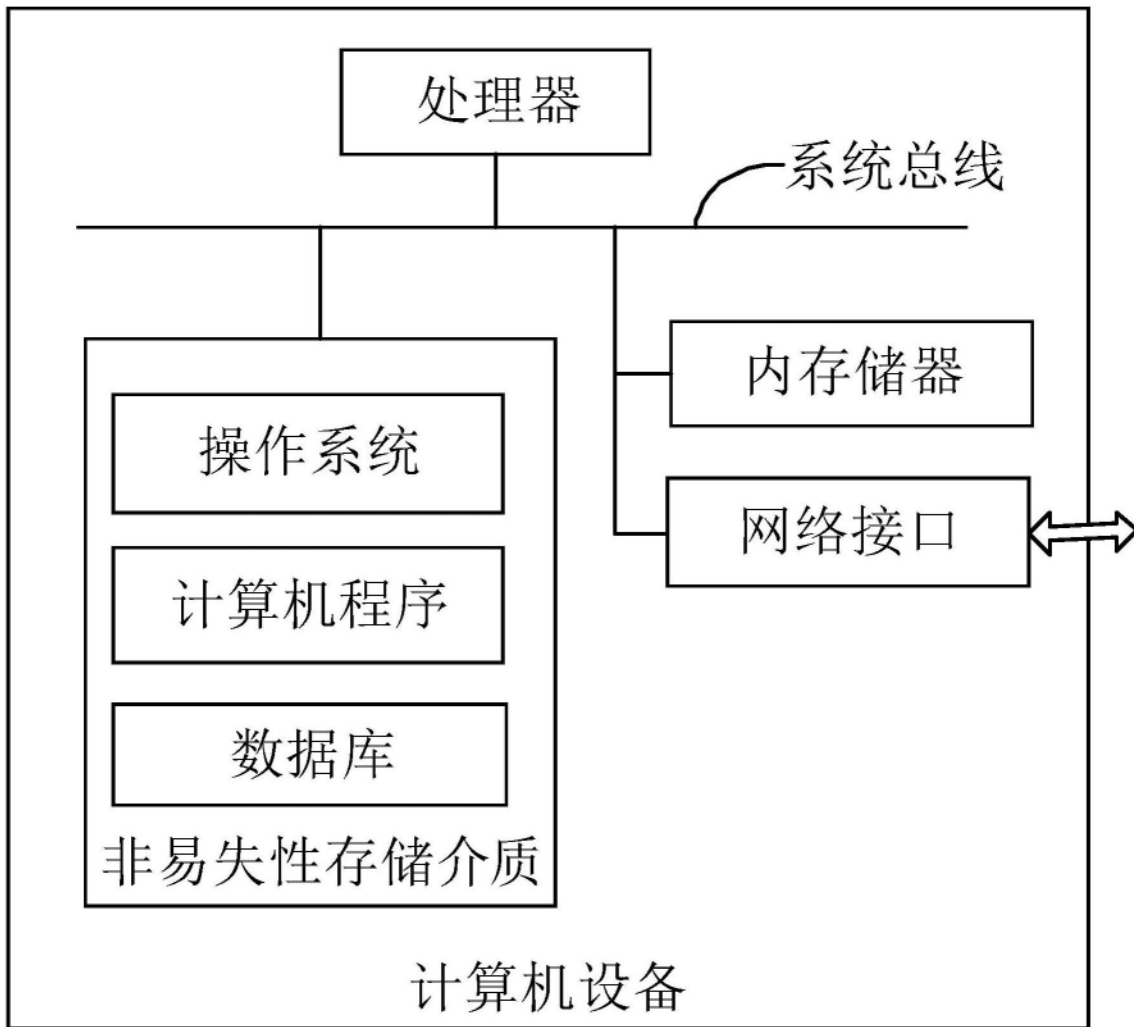 处理器
系统总线
内存储器
操作系统
网络接口
计算机程序
数据库
非易失性存储介质
计算机设备